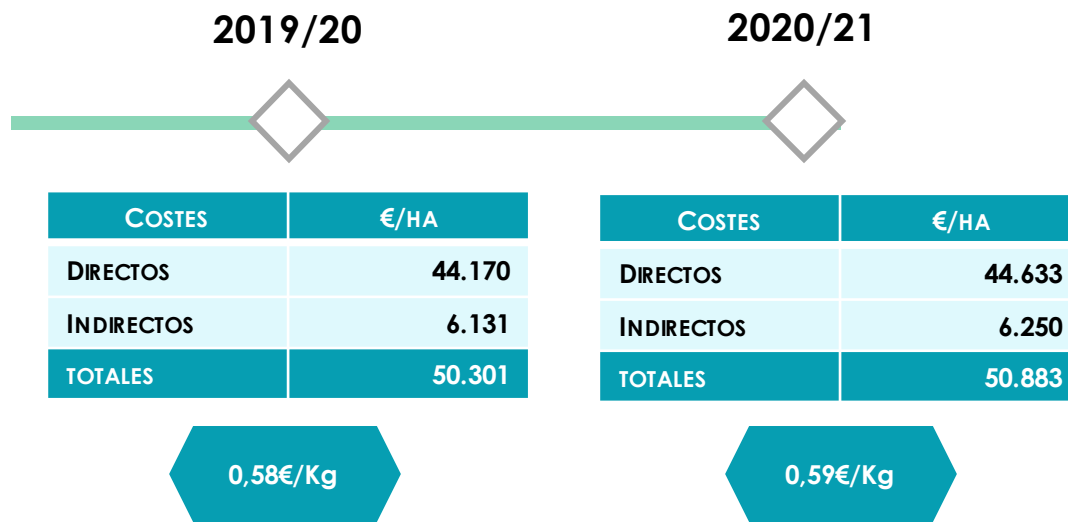 2019/20
2020/21
COSTES €/HA
DIRECTOS 44.170
INDIRECTOS 6.131
TOTALES 50.301
0,58€/Kg
COSTES €/HA
DIRECTOS 44.633
INDIRECTOS 6.250
TOTALES 50.883
0,59€/Kg